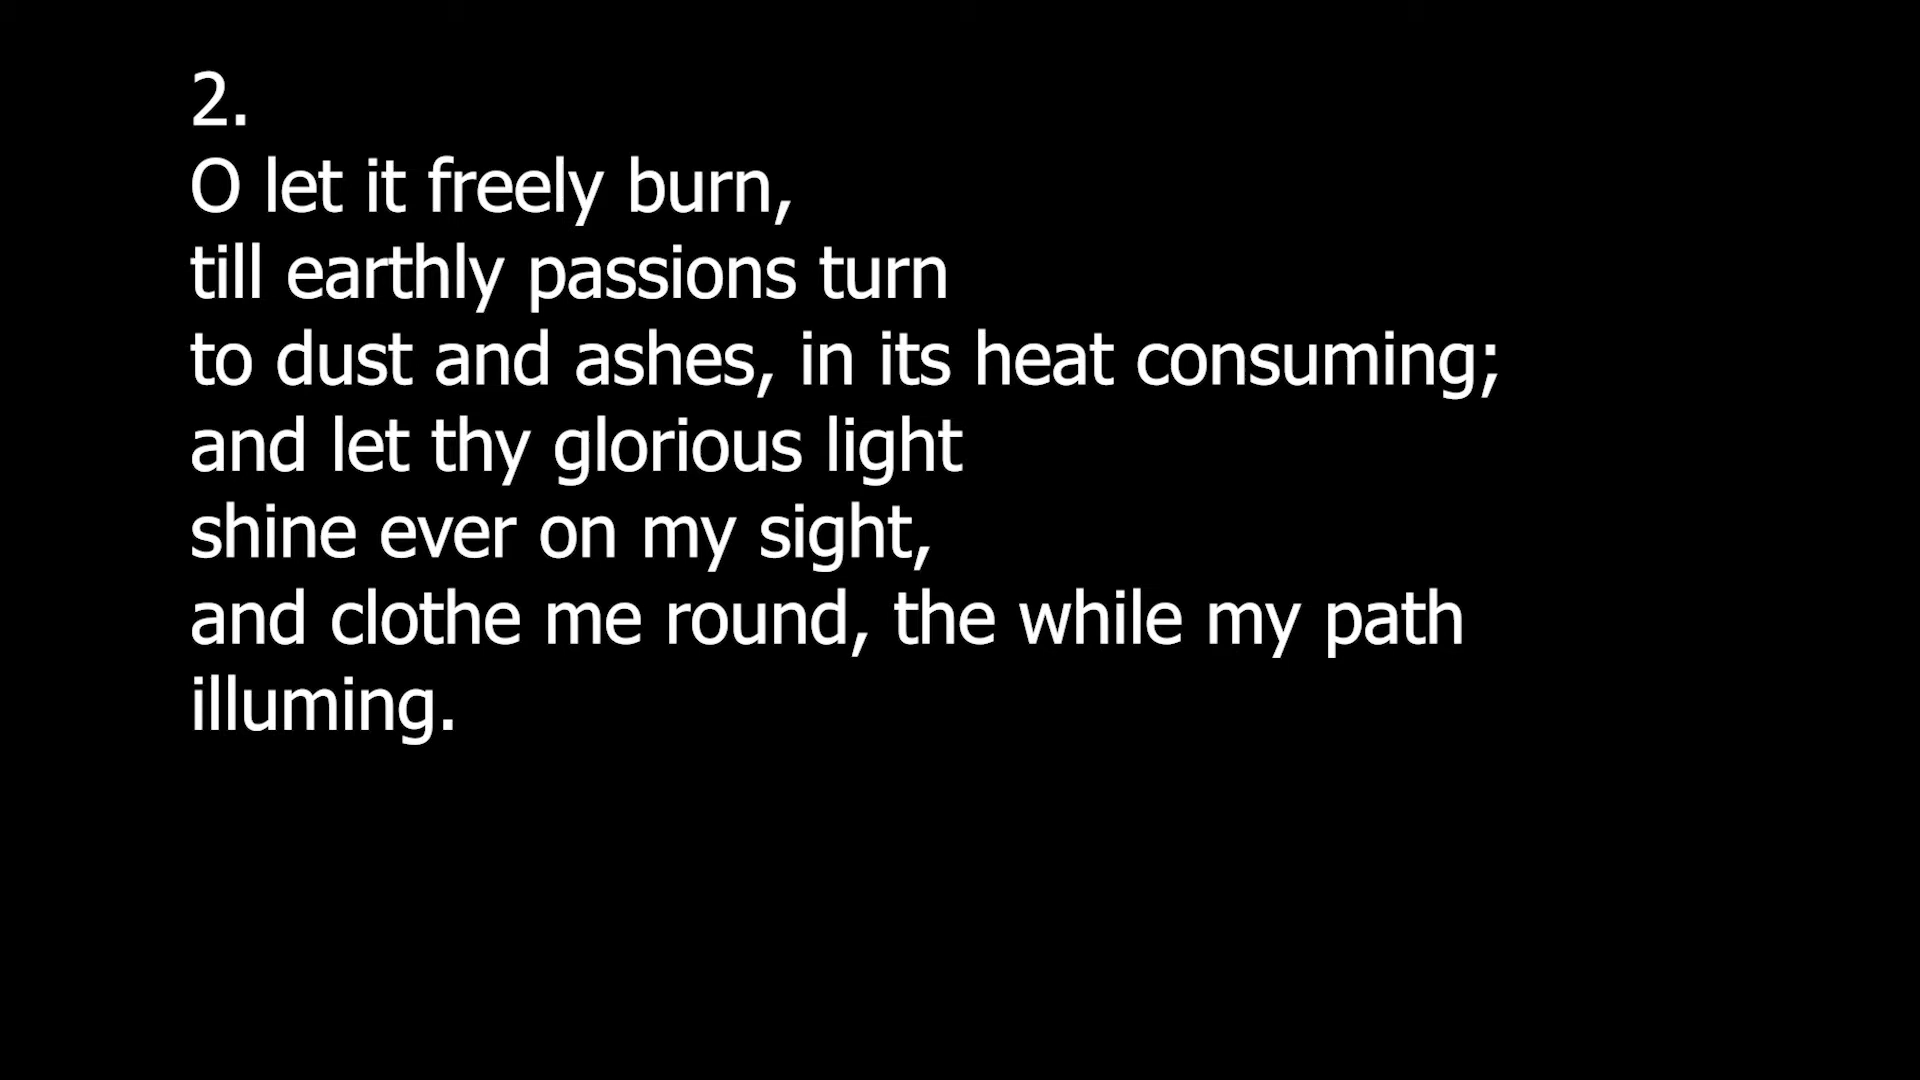 2.
O let it freely burn,
till earthly passions turn
to dust and ashes, in its heat consuming;
and let thy glorious light
shine ever on my sight,
and clothe me round, the while my path
illuming.